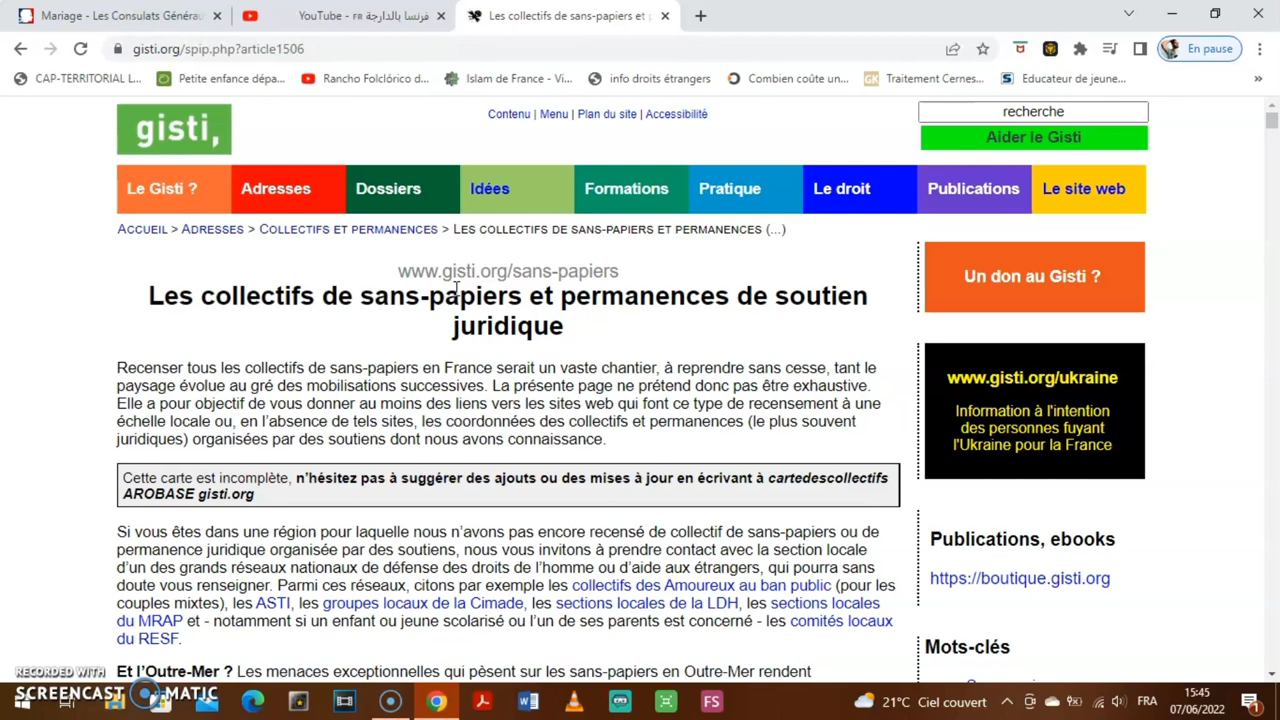 Mariage - Les Consulats Généra
YouTube - FR فرنسا بالدارجة
Les collectifs de sans-papiers et
gisti.org/spip.php?article1506
En pause
CAP-TERRITORIAL L...
Petite enfance dépa...
Rancho Folclórico d...
Islam de France - Vi...
info droits étrangers
Combien coûte un...
Traitement Cernes...
Educateur de jeune...
»
gisti,
Contenu | Menu | Plan du site | Accessibilité
recherche
Aider le Gisti
Le Gisti ?
Adresses
Dossiers
Idées
Formations
Pratique
Le droit
Publications
Le site web
ACCUEIL > ADRESSES > COLLECTIFS ET PERMANENCES > LES COLLECTIFS DE SANS-PAPIERS ET PERMANENCES (...)
www.gisti.org/sans-papiers
Les collectifs de sans-papiers et permanences de soutien
juridique
Recenser tous les collectifs de sans-papiers en France serait un vaste chantier, à reprendre sans cesse, tant le
paysage évolue au gré des mobilisations successives. La présente page ne prétend donc pas être exhaustive.
Elle a pour objectif de vous donner au moins des liens vers les sites web qui font ce type de recensement à une
échelle locale ou, en l'absence de tels sites, les coordonnées des collectifs et permanences (le plus souvent
juridiques) organisées par des soutiens dont nous avons connaissance.
Cette carte est incomplète, n'hésitez pas à suggérer des ajouts ou des mises à jour en écrivant à cartedescollectifs
AROBASE gisti.org
Si vous êtes dans une région pour laquelle nous n'avons pas encore recensé de collectif de sans-papiers ou de
permanence juridique organisée par des soutiens, nous vous invitons à prendre contact avec la section locale
d'un des grands réseaux nationaux de défense des droits de l'homme ou d'aide aux étrangers, qui pourra sans
doute vous renseigner. Parmi ces réseaux, citons par exemple les collectifs des Amoureux au ban public (pour les
couples mixtes), les ASTI, les groupes locaux de la Cimade, les sections locales de la LDH, les sections locales
du MRAP et - notamment si un enfant ou jeune scolarisé ou l'un de ses parents est concerné - les comités locaux
du RESF.
Et l'Outre-Mer ? Les menaces exceptionnelles qui pèsent sur les sans-papiers en Outre-Mer rendent
Un don au Gisti ?
www.gisti.org/ukraine
Information à l'intention
des personnes fuyant
l'Ukraine pour la France
Publications, ebooks
https://boutique.gisti.org
Mots-clés
RECORDED WITH
SCREENCAST MATIC
21°C Ciel couvert
FRA
15:45
07/06/2022